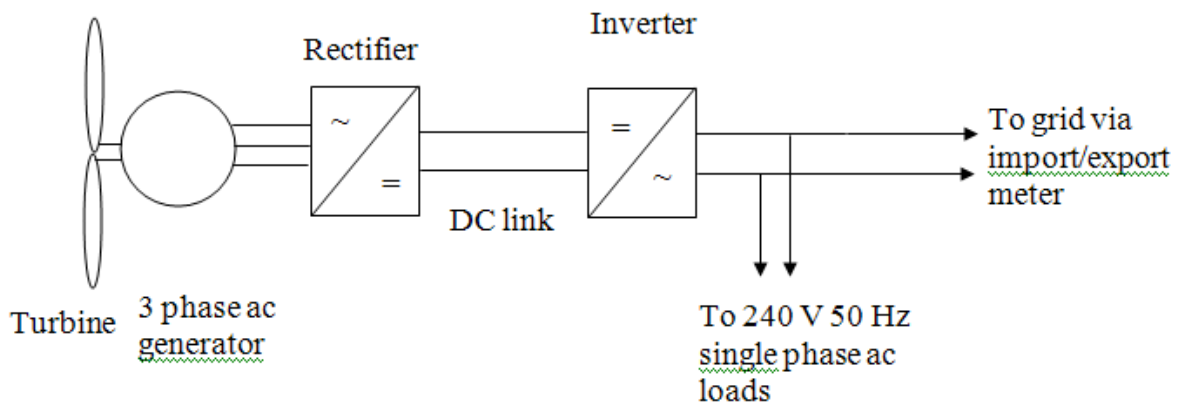 Inverter
Rectifier
~
=
=
~
To grid via
import/export
meter
DC link
Turbine
3 phase ac
generator
To 240 V 50 Hz
single phase ac
loads